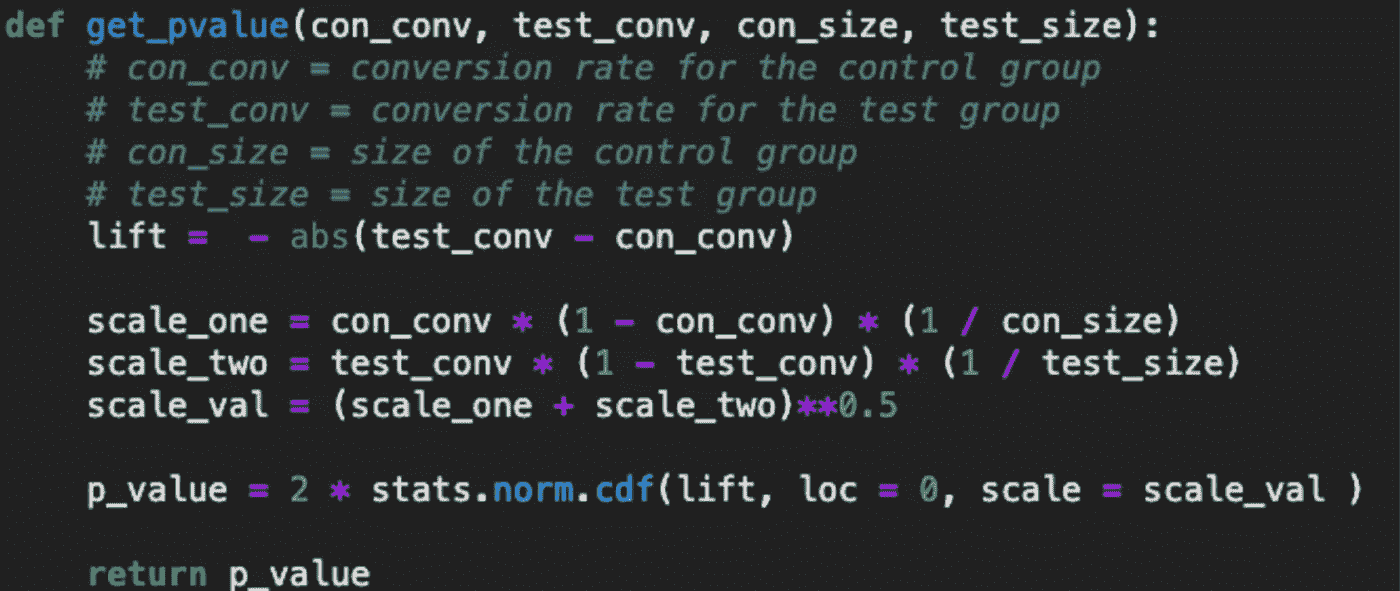 def get_pvalue(con_conv, test_conv, con_size, test_size):
    # con_conv = conversion rate for the control group
    # test_conv = conversion rate for the test group
    # con_size = size of the control group
    # test_size = size of the test group
    lift =  - abs(test_conv - con_conv)
    scale_one = con_conv * (1 - con_conv) * (1 / con_size)
    scale_two = test_conv * (1 - test_conv) * (1 / test_size)
    scale_val = (scale_one + scale_two)**0.5
    p_value = 2 * stats.norm.cdf(lift, loc = 0, scale = scale_val )
    return p_value